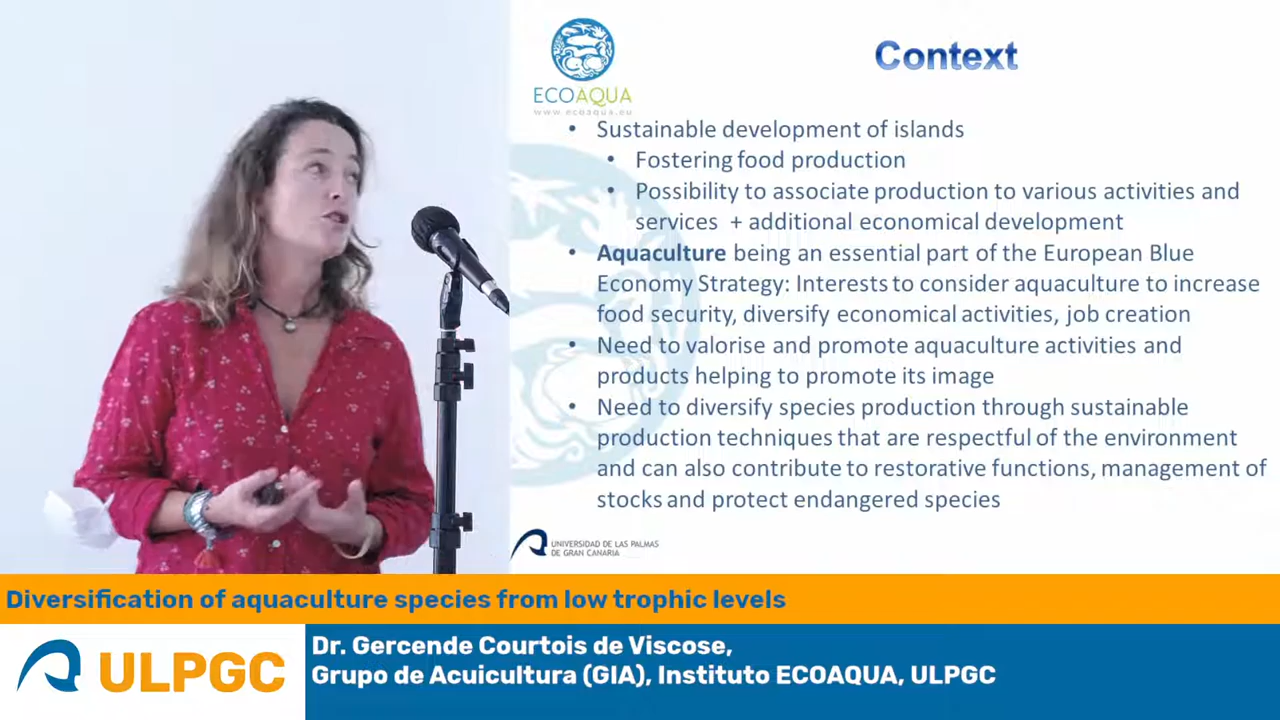 ECOAQUA
www.ecoaqua.eu
Context
• Sustainable development of islands
• Fostering food production
• Possibility to associate production to various activities and
services + additional economical development
• Aquaculture being an essential part of the European Blue
Economy Strategy: Interests to consider aquaculture to increase
food security, diversify economical activities, job creation
• Need to valorise and promote aquaculture activities and
products helping to promote its image
• Need to diversify species production through sustainable
production techniques that are respectful of the environment
and can also contribute to restorative functions, management of
stocks and protect endangered species
UNIVERSIDAD DE LAS PALMAS
DE GRAN CANARIA
Diversification of aquaculture species from low trophic levels
ULPGC
Dr. Gercende Courtois de Viscose,
Grupo de Acuicultura (GIA), Instituto ECOAQUA, ULPGC